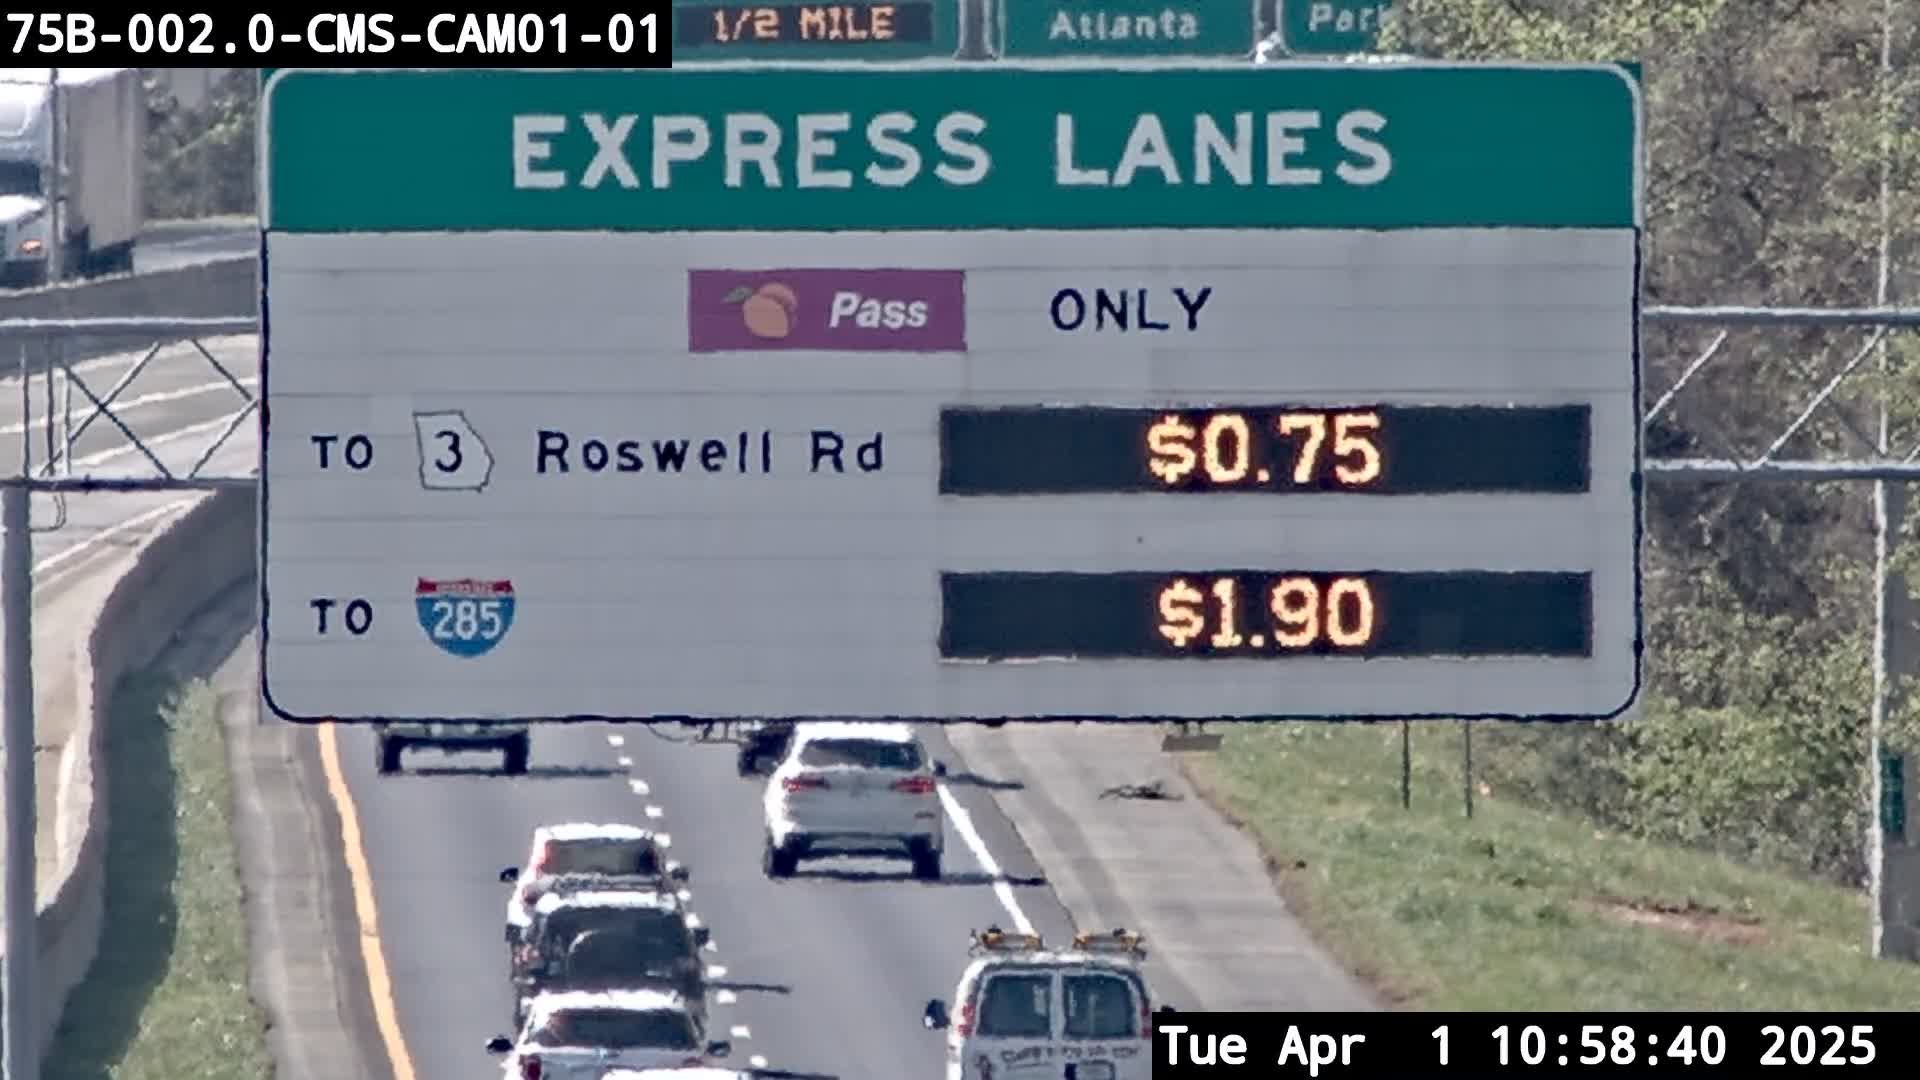 75B-002.0-CMS-CAM01-01
1/2 MILE
Atlanta
EXPRESS LANES
Pass ONLY
TO 3 Roswell Rd $0.75
TO 285 $1.90
Tue Apr 1 10:58:40 2025